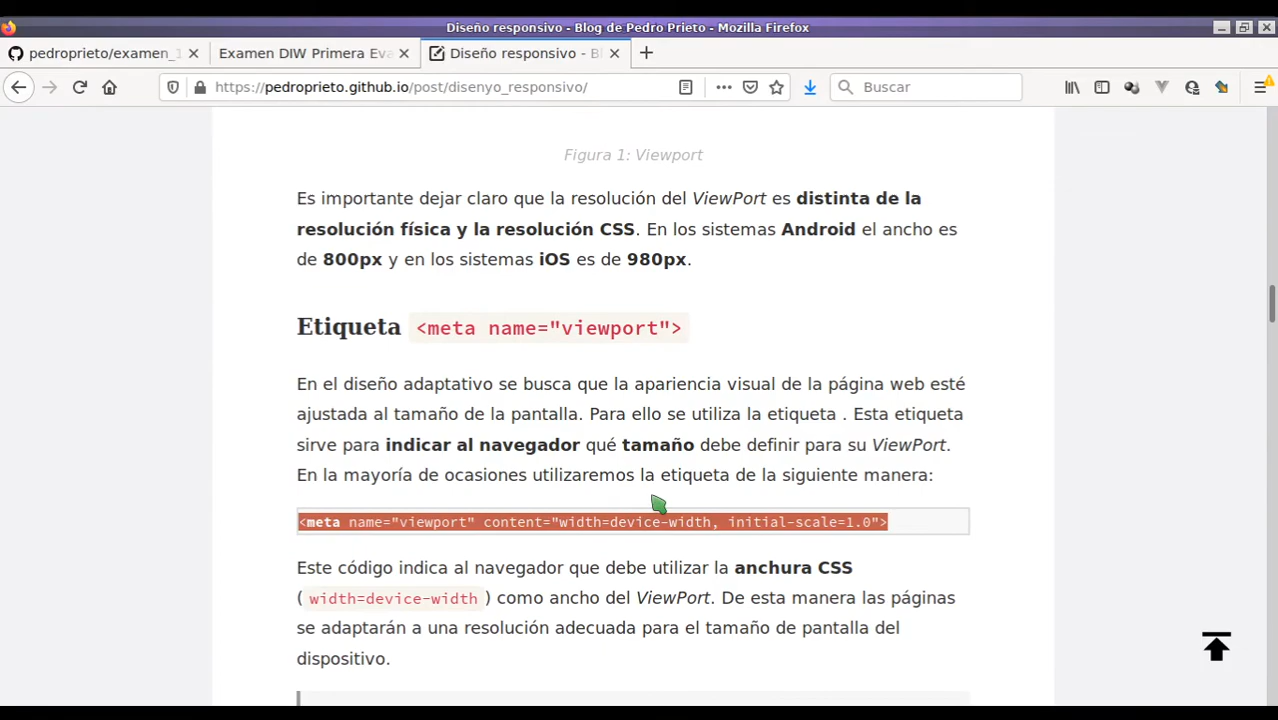 Diseño responsivo - Blog de Pedro Prieto - Mozilla Firefox
pedroprieto/examen_1
Examen DIW Primera Eva
Diseño responsivo - B
https://pedroprieto.github.io/post/disenyo_responsivo/
Buscar
Figura 1: Viewport
Es importante dejar claro que la resolución del ViewPort es distinta de la
resolución física y la resolución CSS. En los sistemas Android el ancho es
de 800px y en los sistemas iOS es de 980px.
Etiqueta <meta name="viewport">
En el diseño adaptativo se busca que la apariencia visual de la página web esté
ajustada al tamaño de la pantalla. Para ello se utiliza la etiqueta . Esta etiqueta
sirve para indicar al navegador qué tamaño debe definir para su ViewPort.
En la mayoría de ocasiones utilizaremos la etiqueta de la siguiente manera:
<meta name="viewport" content="width=device-width, initial-scale=1.0">
Este código indica al navegador que debe utilizar la anchura CSS
( width=device-width ) como ancho del ViewPort. De esta manera las páginas
se adaptarán a una resolución adecuada para el tamaño de pantalla del
dispositivo.